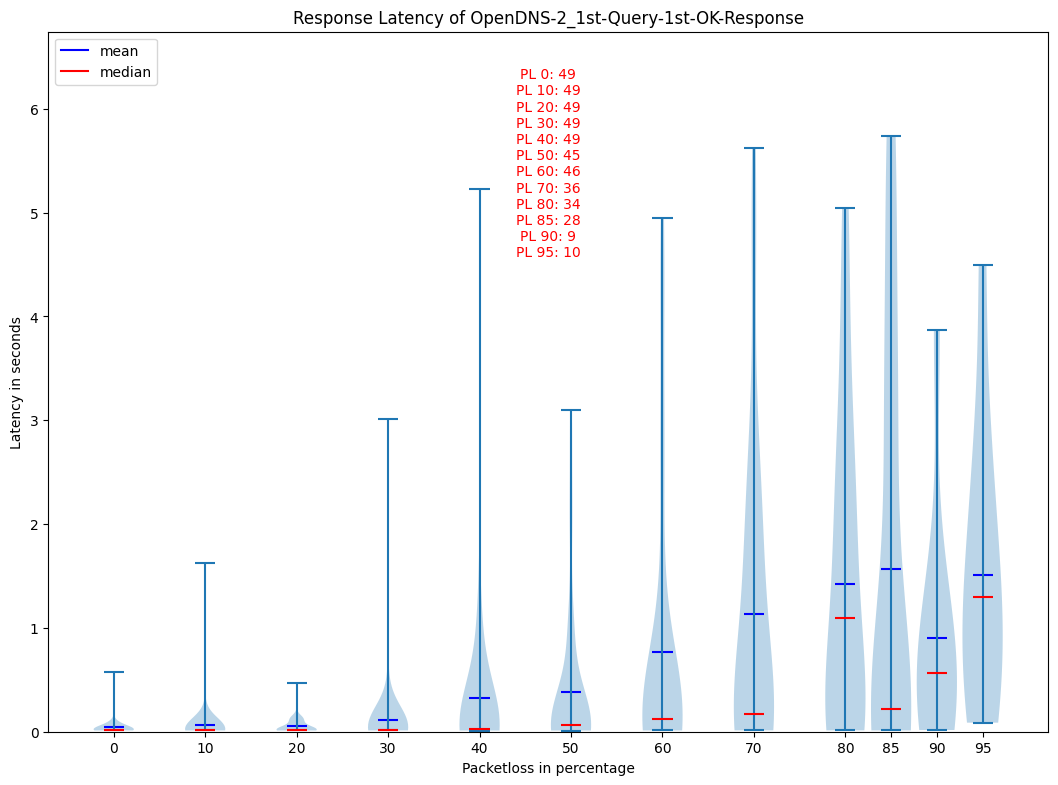 Response Latency of OpenDNS-2_1st-Query-1st-OK-Response
mean
median
PL 0: 49
PL 10: 49
PL 20: 49
PL 30: 49
PL 40: 49
PL 50: 45
PL 60: 46
PL 70: 36
PL 80: 34
PL 85: 28
PL 90: 9
PL 95: 10
6
5
4
3
2
1
0
Latency in seconds
0 10 20 30 40 50 60 70 80 85 90 95
Packetloss in percentage